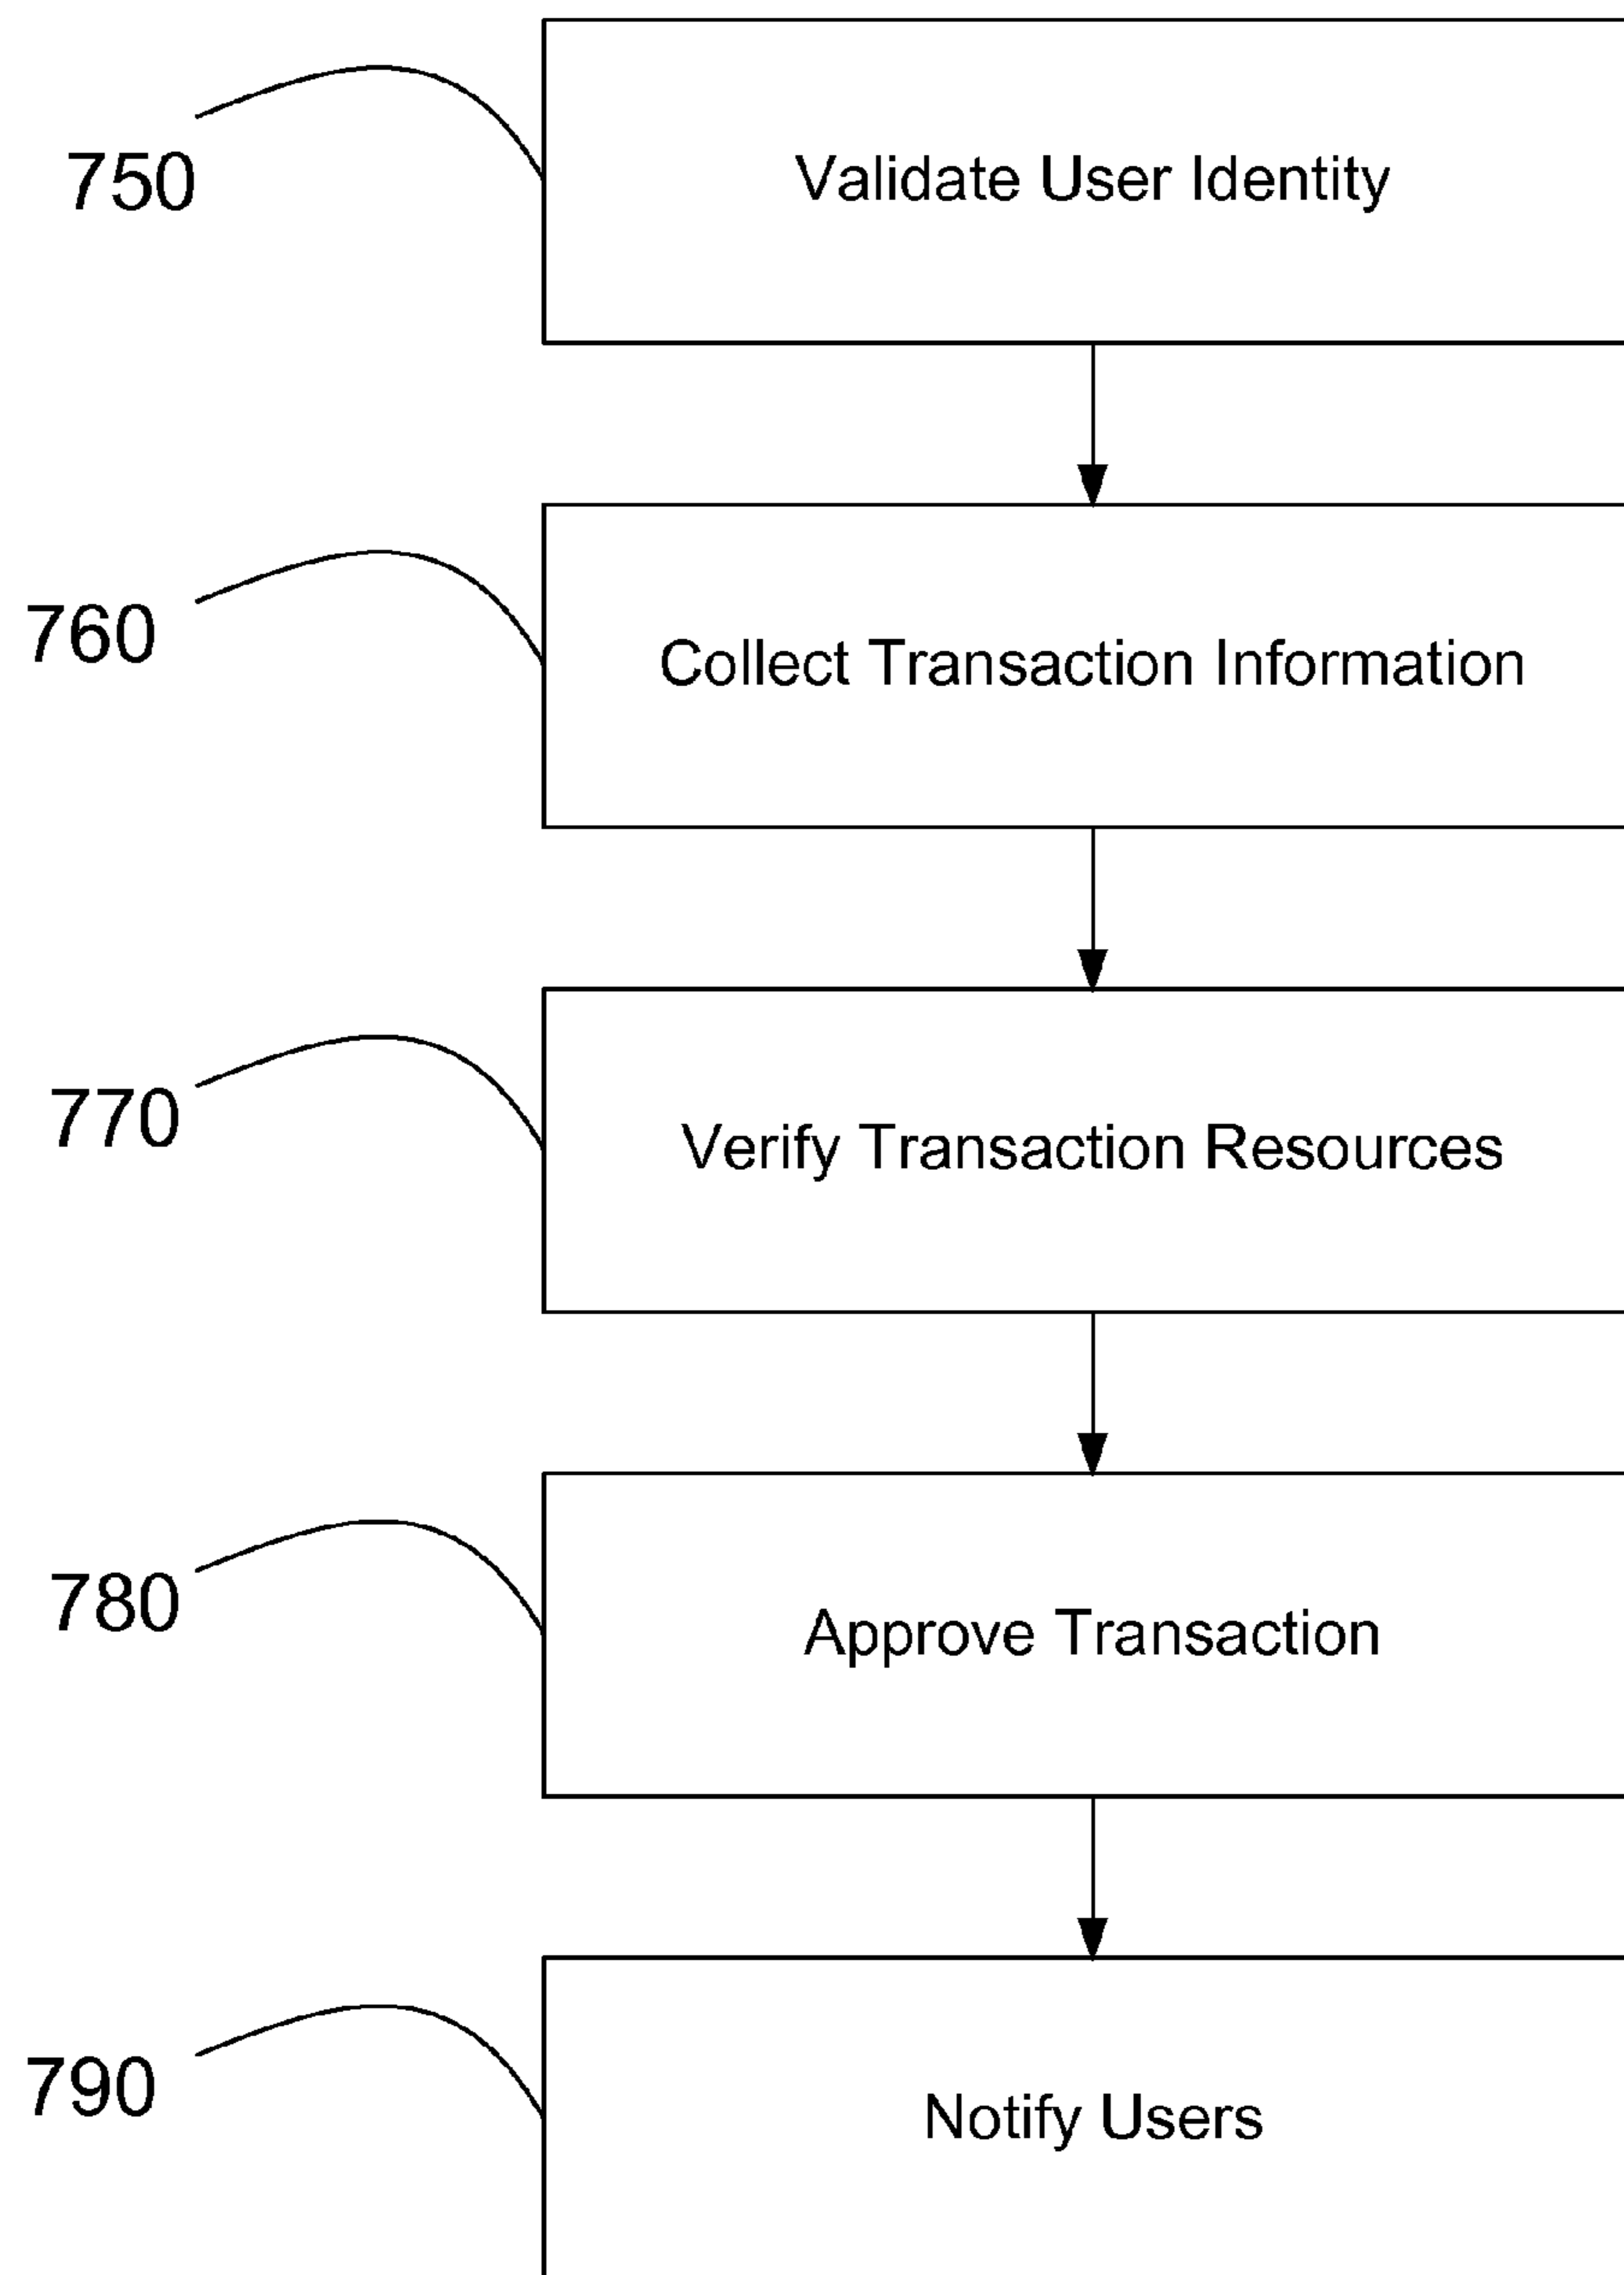 750
Validate User Identity
760
Collect Transaction Information
770
Verify Transaction Resources
780
Approve Transaction
790
Notify Users